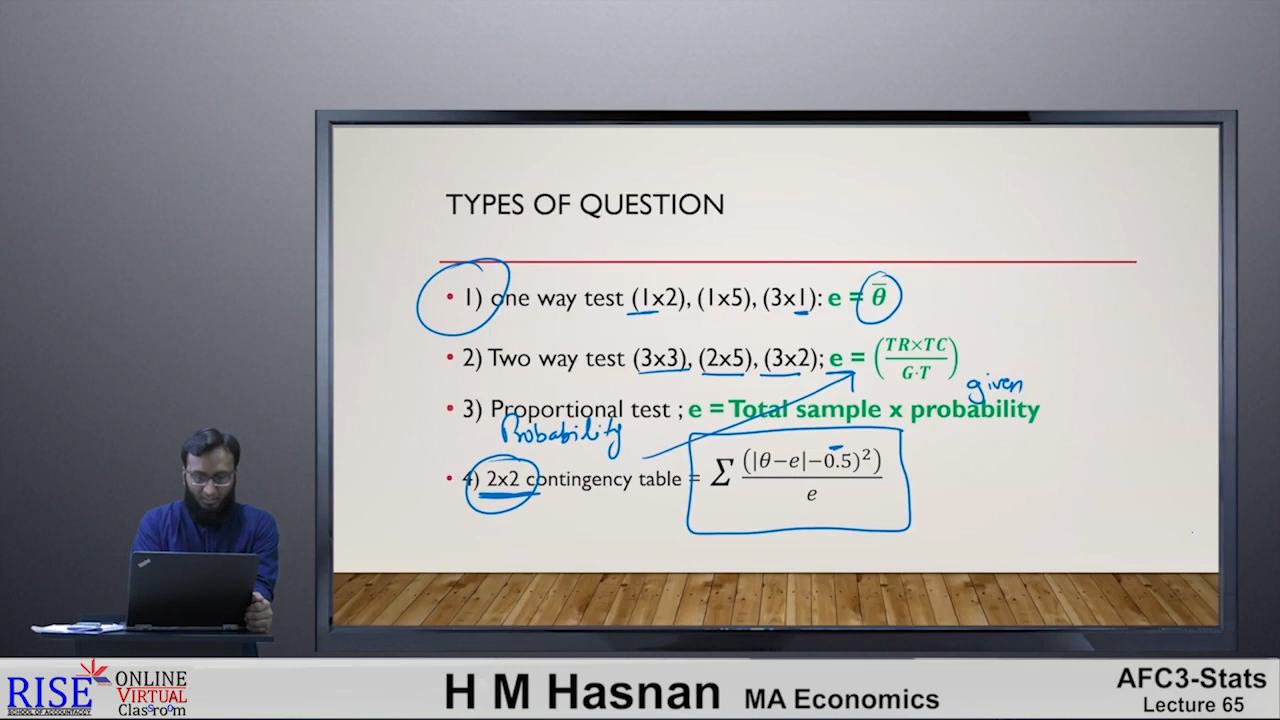 TYPES OF QUESTION
• 1) one way test (1x2), (1x5), (3x1): e = θ̅
• 2) Two way test (3x3), (2x5), (3x2); e = (TR×TC / G·T)
given
• 3) Proportional test ; e = Total sample x probability
Probability
• 4) 2x2 contingency table = ∑ (|θ−e|−0.5)²) / e
RISE
SCHOOL OF ACCOUNTACY
ONLINE
VIRTUAL
Classroom
H M Hasnan MA Economics
AFC3-Stats
Lecture 65
ThinkPad